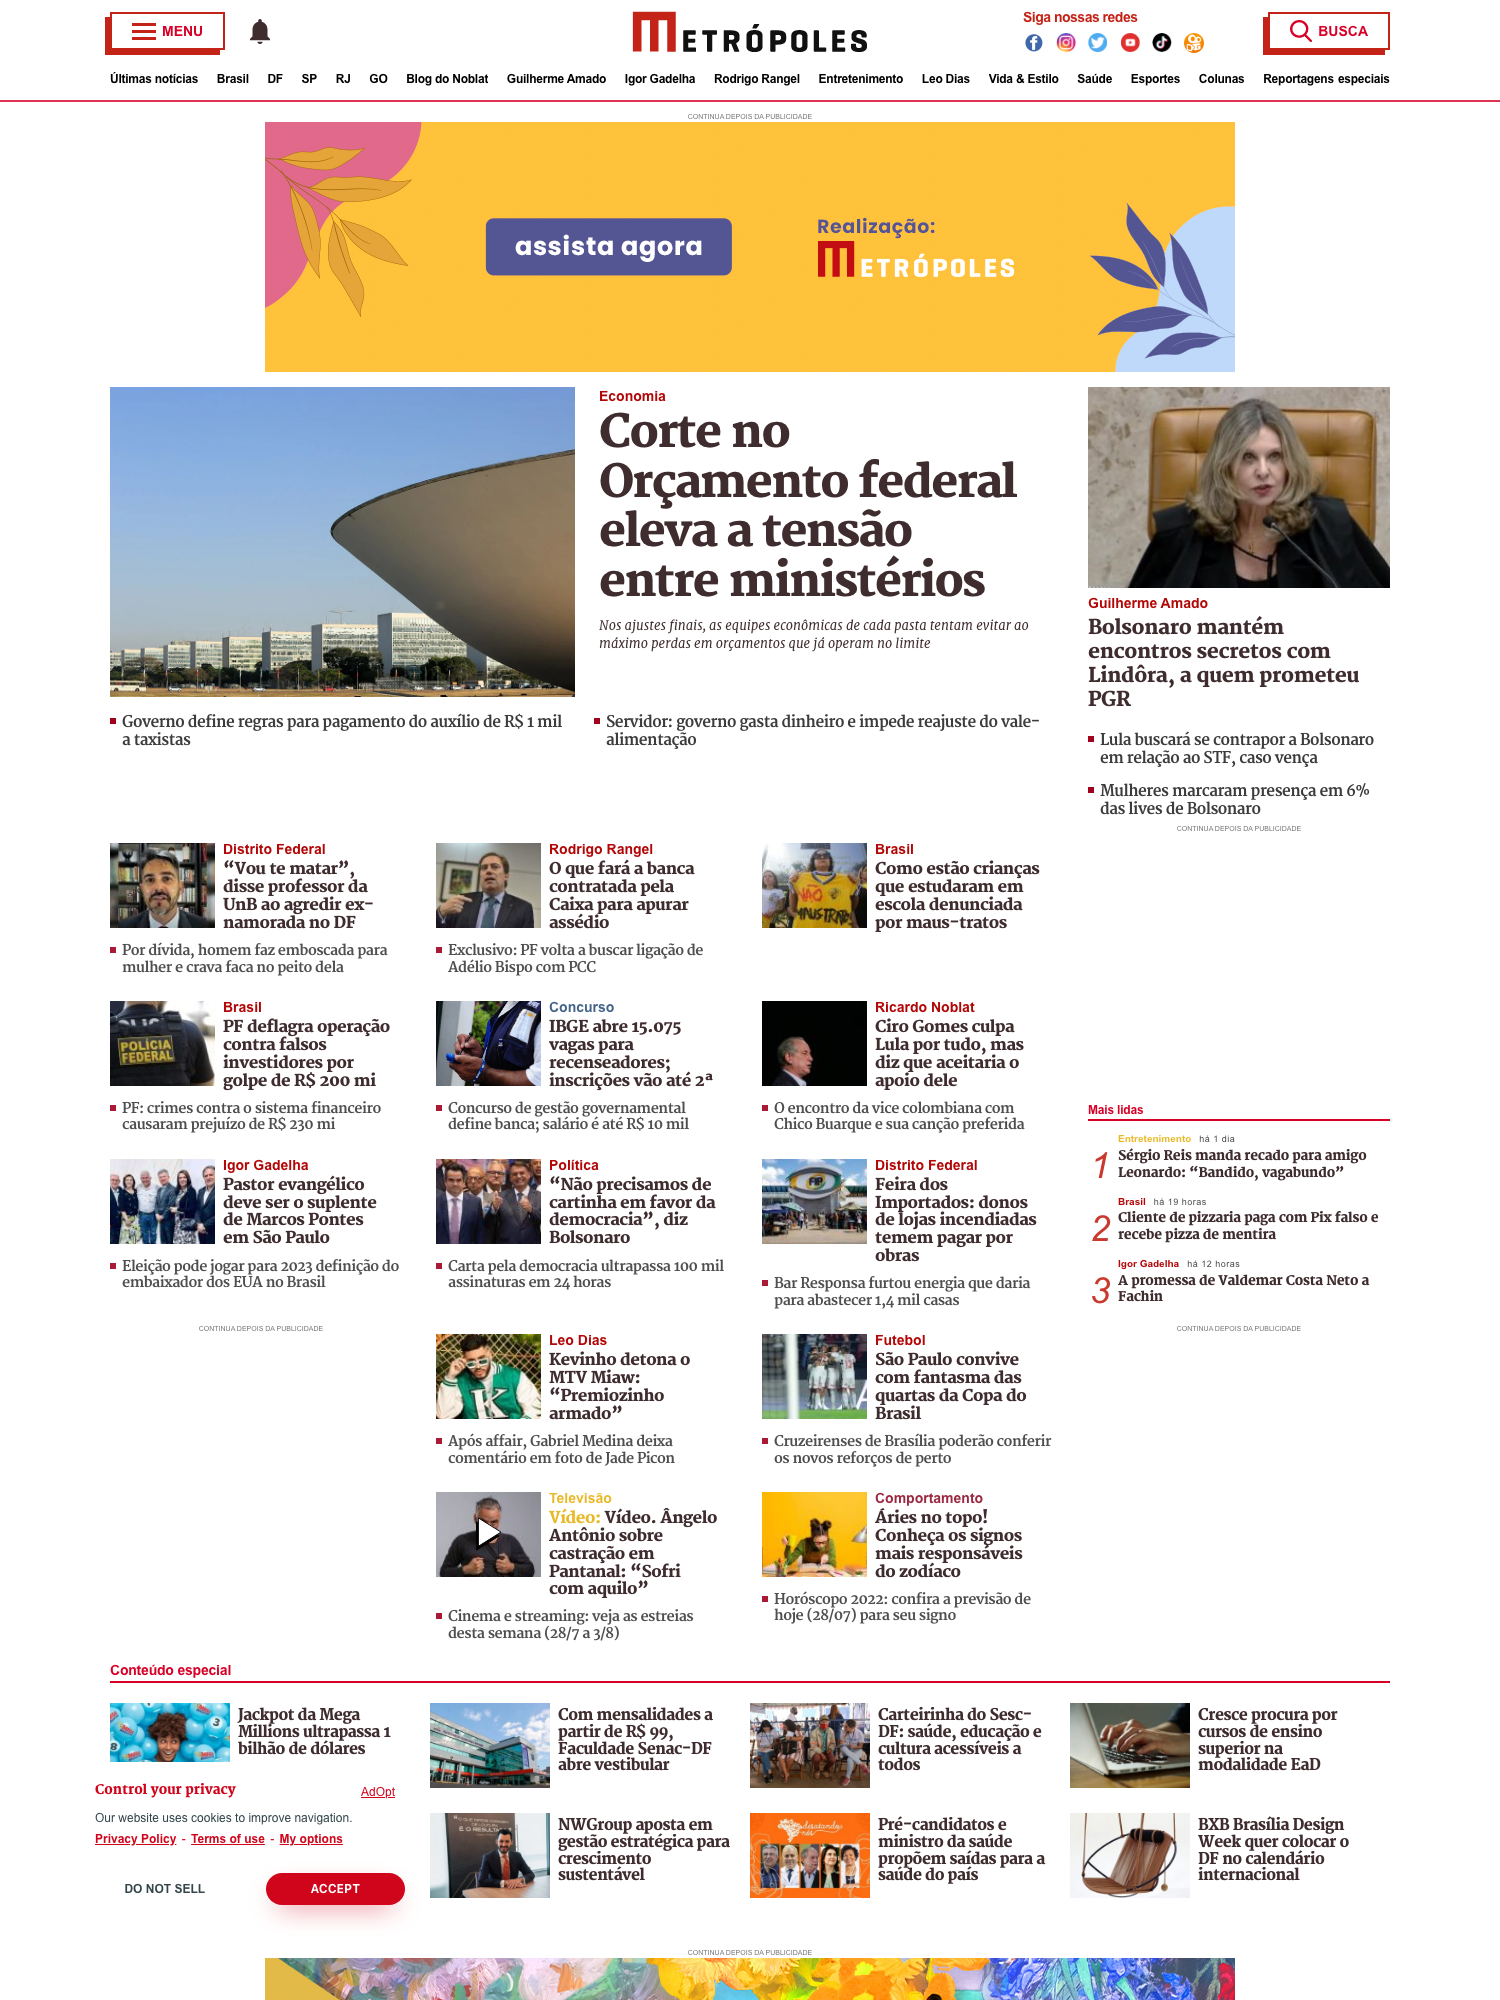 MENU
METRÓPOLES
Siga nossas redes
BUSCA
Últimas notícias Brasil DF SP RJ GO Blog do Noblat Guilherme Amado Igor Gadelha Rodrigo Rangel Entretenimento Leo Dias Vida & Estilo Saúde Esportes Colunas Reportagens especiais
CONTINUA DEPOIS DA PUBLICIDADE
assista agora
Realização:
METRÓPOLES
Economia
Corte no
Orçamento federal
eleva a tensão
entre ministérios
Nos ajustes finais, as equipes econômicas de cada pasta tentam evitar ao
máximo perdas em orçamentos que já operam no limite
Governo define regras para pagamento do auxílio de R$ 1 mil
a taxistas
Servidor: governo gasta dinheiro e impede reajuste do vale-
alimentação
Guilherme Amado
Bolsonaro mantém
encontros secretos com
Lindôra, a quem prometeu
PGR
Lula buscará se contrapor a Bolsonaro
em relação ao STF, caso vença
Mulheres marcaram presença em 6%
das lives de Bolsonaro
CONTINUA DEPOIS DA PUBLICIDADE
Distrito Federal
“Vou te matar”,
disse professor da
UnB ao agredir ex-
namorada no DF
Por dívida, homem faz emboscada para
mulher e crava faca no peito dela
Rodrigo Rangel
O que fará a banca
contratada pela
Caixa para apurar
assédio
Exclusivo: PF volta a buscar ligação de
Adélio Bispo com PCC
Brasil
Como estão crianças
que estudaram em
escola denunciada
por maus-tratos
POLÍCIA
FEDERAL
Brasil
PF deflagra operação
contra falsos
investidores por
golpe de R$ 200 mi
PF: crimes contra o sistema financeiro
causaram prejuízo de R$ 230 mi
Concurso
IBGE abre 15.075
vagas para
recenseadores;
inscrições vão até 2ª
Concurso de gestão governamental
define banca; salário é até R$ 10 mil
Ricardo Noblat
Ciro Gomes culpa
Lula por tudo, mas
diz que aceitaria o
apoio dele
O encontro da vice colombiana com
Chico Buarque e sua canção preferida
Igor Gadelha
Pastor evangélico
deve ser o suplente
de Marcos Pontes
em São Paulo
Eleição pode jogar para 2023 definição do
embaixador dos EUA no Brasil
Política
“Não precisamos de
cartinha em favor da
democracia”, diz
Bolsonaro
Carta pela democracia ultrapassa 100 mil
assinaturas em 24 horas
Distrito Federal
Feira dos
Importados: donos
de lojas incendiadas
temem pagar por
obras
Bar Responsa furtou energia que daria
para abastecer 1,4 mil casas
Mais lidas
1
Entretenimento há 1 dia
Sérgio Reis manda recado para amigo
Leonardo: “Bandido, vagabundo”
2
Brasil há 19 horas
Cliente de pizzaria paga com Pix falso e
recebe pizza de mentira
3
Igor Gadelha há 12 horas
A promessa de Valdemar Costa Neto a
Fachin
CONTINUA DEPOIS DA PUBLICIDADE
CONTINUA DEPOIS DA PUBLICIDADE
Leo Dias
Kevinho detona o
MTV Miaw:
“Premiozinho
armado”
Após affair, Gabriel Medina deixa
comentário em foto de Jade Picon
Futebol
São Paulo convive
com fantasma das
quartas da Copa do
Brasil
Cruzeirenses de Brasília poderão conferir
os novos reforços de perto
Televisão
Vídeo: Vídeo. Ângelo
Antônio sobre
castração em
Pantanal: “Sofri
com aquilo”
Cinema e streaming: veja as estreias
desta semana (28/7 a 3/8)
Comportamento
Áries no topo!
Conheça os signos
mais responsáveis
do zodíaco
Horóscopo 2022: confira a previsão de
hoje (28/07) para seu signo
Conteúdo especial
Jackpot da Mega
Millions ultrapassa 1
bilhão de dólares
Com mensalidades a
partir de R$ 99,
Faculdade Senac-DF
abre vestibular
Carteirinha do Sesc-
DF: saúde, educação e
cultura acessíveis a
todos
Cresce procura por
cursos de ensino
superior na
modalidade EaD
Control your privacy
AdOpt
Our website uses cookies to improve navigation.
Privacy Policy - Terms of use - My options
DO NOT SELL
ACCEPT
NWGroup aposta em
gestão estratégica para
crescimento
sustentável
Pré-candidatos e
ministro da saúde
propõem saídas para a
saúde do país
BXB Brasília Design
Week quer colocar o
DF no calendário
internacional
CONTINUA DEPOIS DA PUBLICIDADE